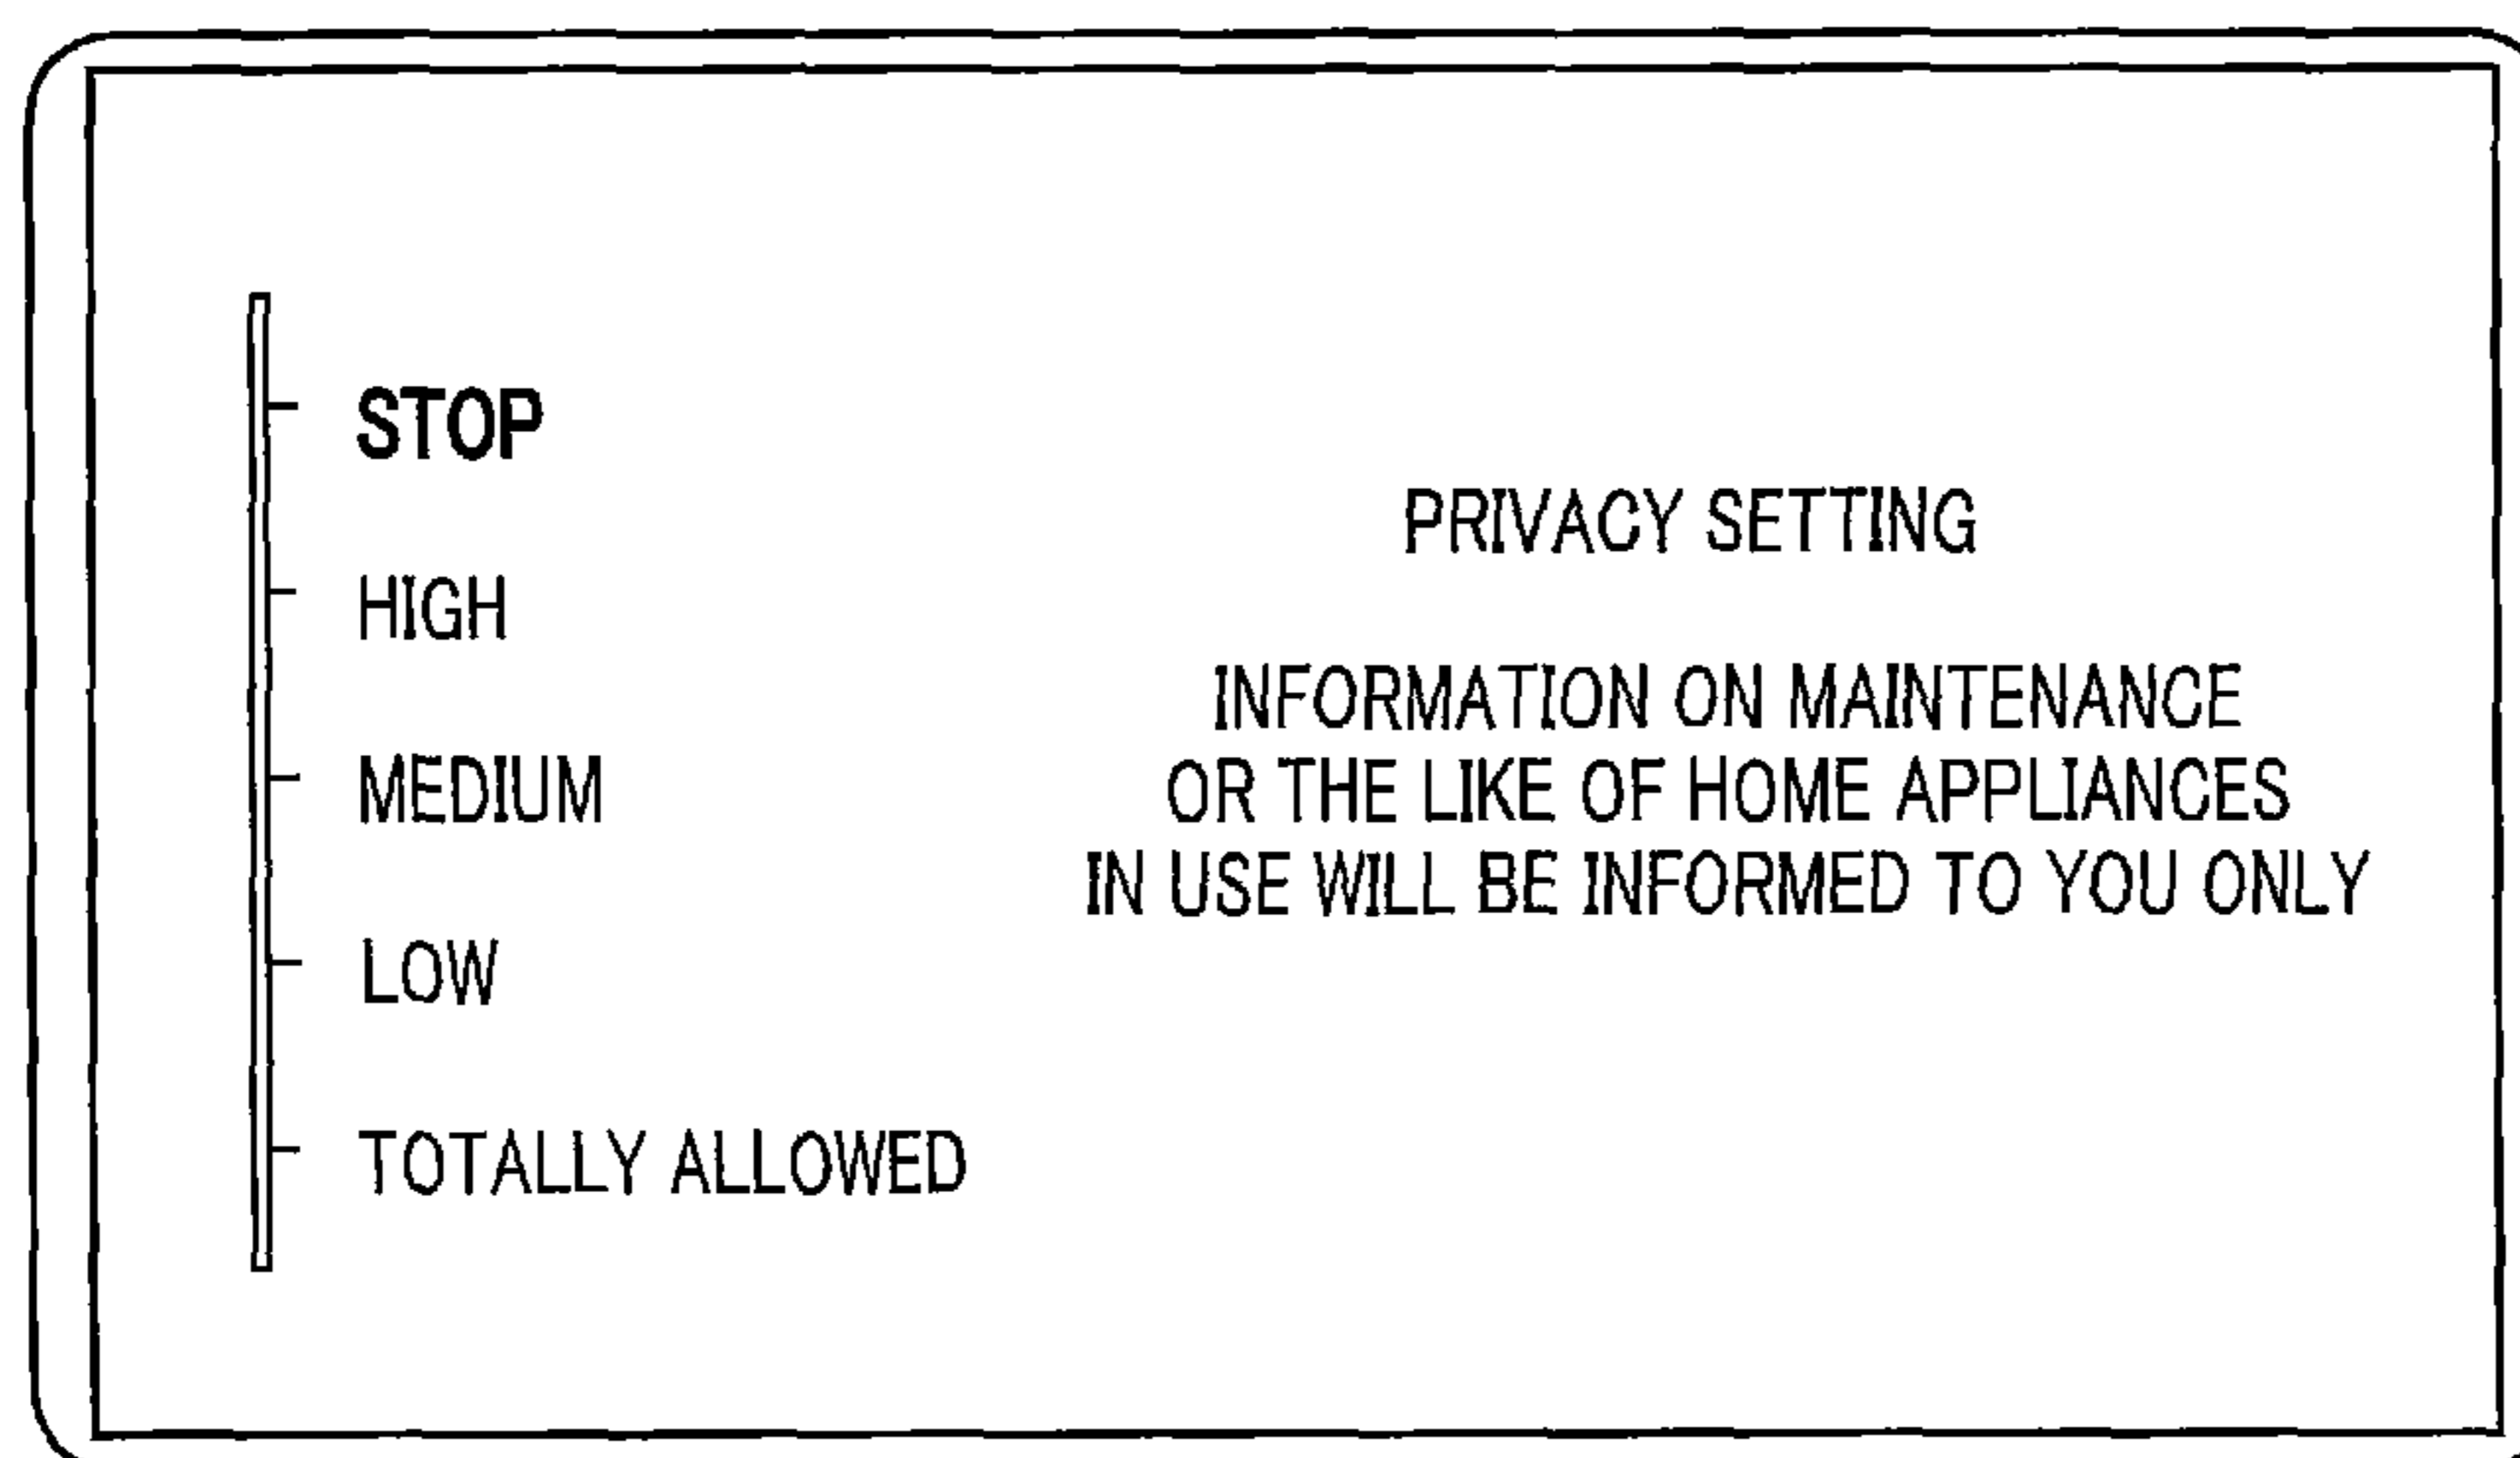 STOP
HIGH
MEDIUM
LOW
TOTALLY ALLOWED
PRIVACY SETTING
INFORMATION ON MAINTENANCE
OR THE LIKE OF HOME APPLIANCES
IN USE WILL BE INFORMED TO YOU ONLY